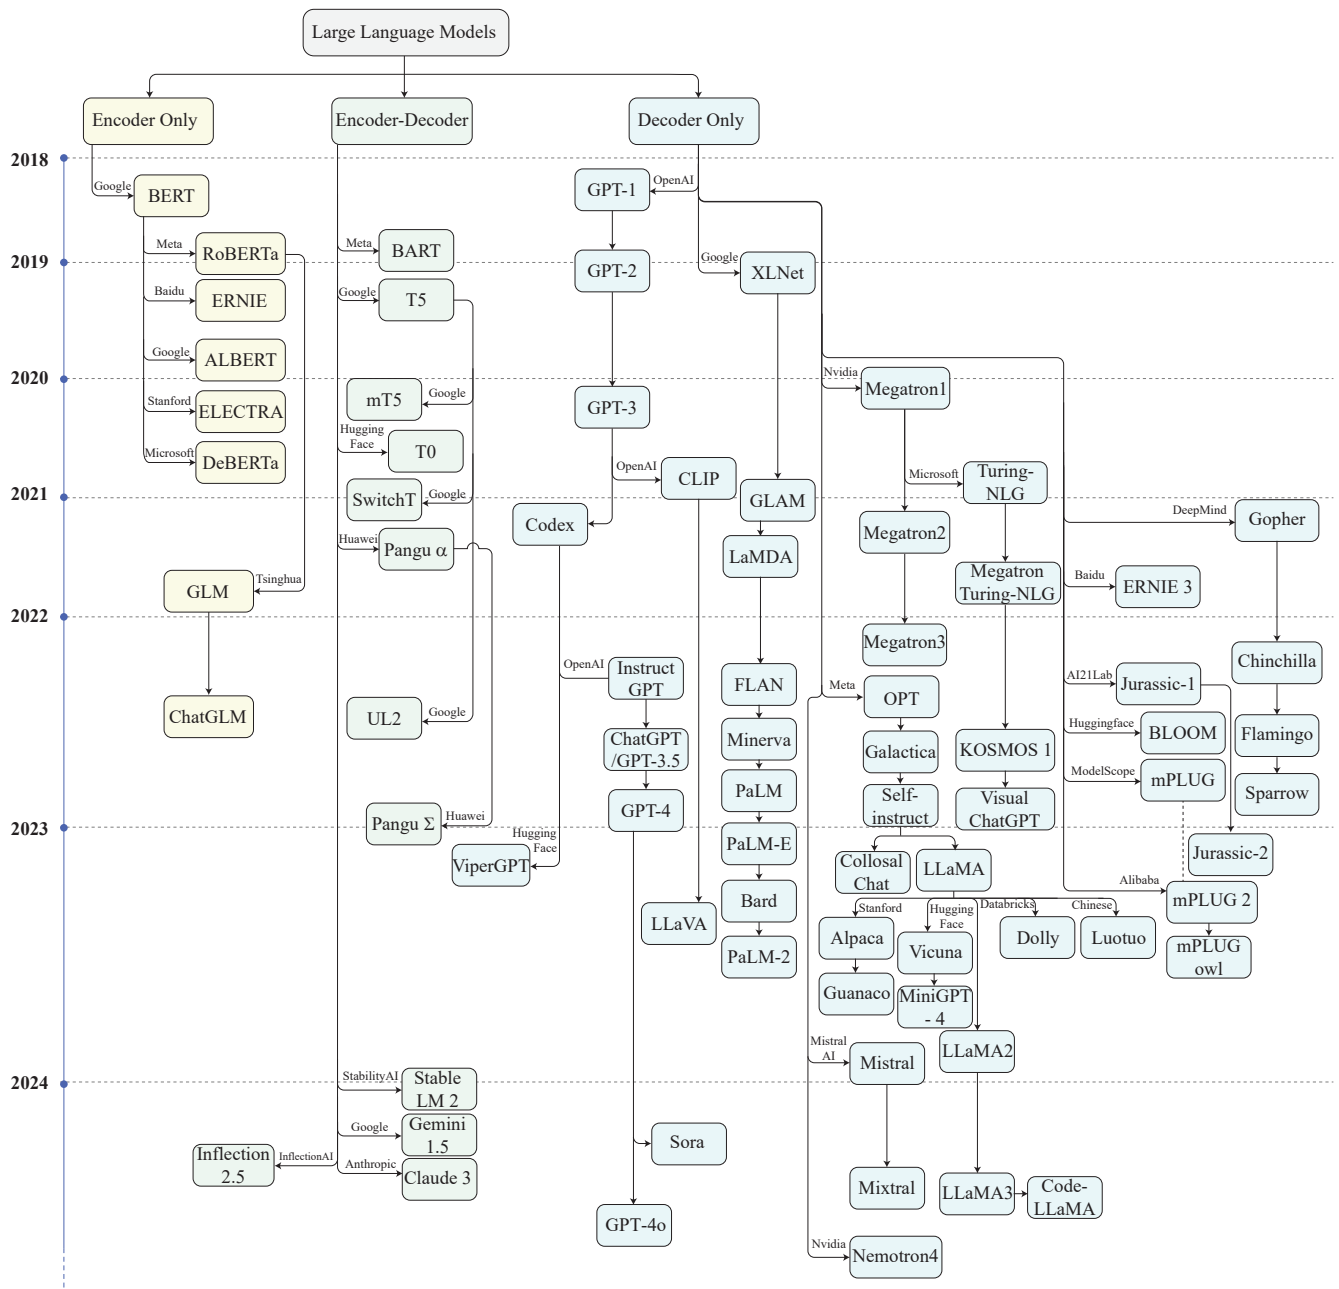 Large Language Models
Encoder Only
Encoder-Decoder
Decoder Only
2018
Google
BERT
GPT-1
OpenAI
Meta
RoBERTa
Meta
BART
GPT-2
Google
XLNet
2019
Baidu
ERNIE
Google
T5
Google
ALBERT
2020
Nvidia
Megatron1
Stanford
ELECTRA
mT5
Google
GPT-3
Microsoft
DeBERTa
Hugging
Face
T0
OpenAI
CLIP
Microsoft
Turing-
NLG
2021
SwitchT
Google
GLAM
Codex
DeepMind
Gopher
Huawei
Pangu α
LaMDA
Megatron2
GLM
Tsinghua
Megatron
Turing-NLG
Baidu
ERNIE 3
2022
Megatron3
Chinchilla
OpenAI
Instruct
GPT
FLAN
Meta
OPT
AI21Lab
Jurassic-1
ChatGLM
UL2
Google
ChatGPT
/GPT-3.5
Minerva
Galactica
KOSMOS 1
Huggingface
BLOOM
Flamingo
PaLM
ModelScope
mPLUG
Sparrow
GPT-4
Self-
instruct
Visual
ChatGPT
2023
Pangu Σ
Huawei
Hugging
Face
ViperGPT
PaLM-E
Collosal
Chat
LLaMA
Jurassic-2
Alibaba
mPLUG 2
LLaVA
Bard
Stanford
Hugging
Face
Databricks
Chinese
Alpaca
Vicuna
Dolly
Luotuo
PaLM-2
mPLUG
owl
Guanaco
MiniGPT
- 4
Mistral
AI
Mistral
LLaMA2
2024
StabilityAI
Stable
LM 2
Google
Gemini
1.5
Sora
Inflection
2.5
InflectionAI
Anthropic
Claude 3
Mixtral
LLaMA3
Code-
LLaMA
GPT-4o
Nvidia
Nemotron4